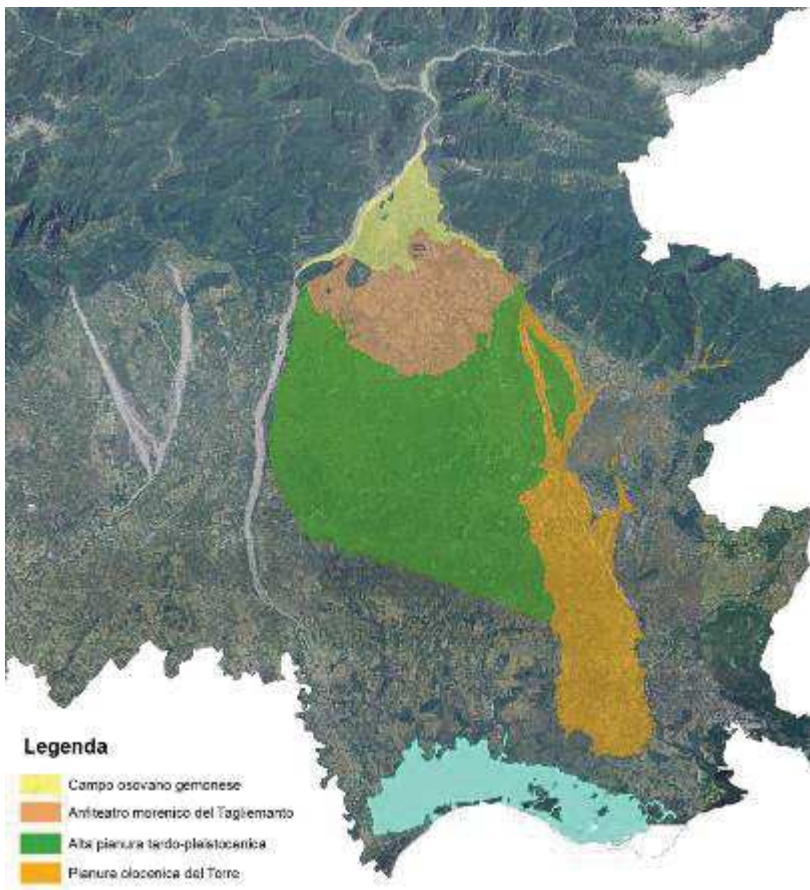 Legenda
Campo osovano gemonese
Anfiteatro morenico del Tagliamento
Alta pianura tardo-pleistocenica
Pianura olocenica del Torre